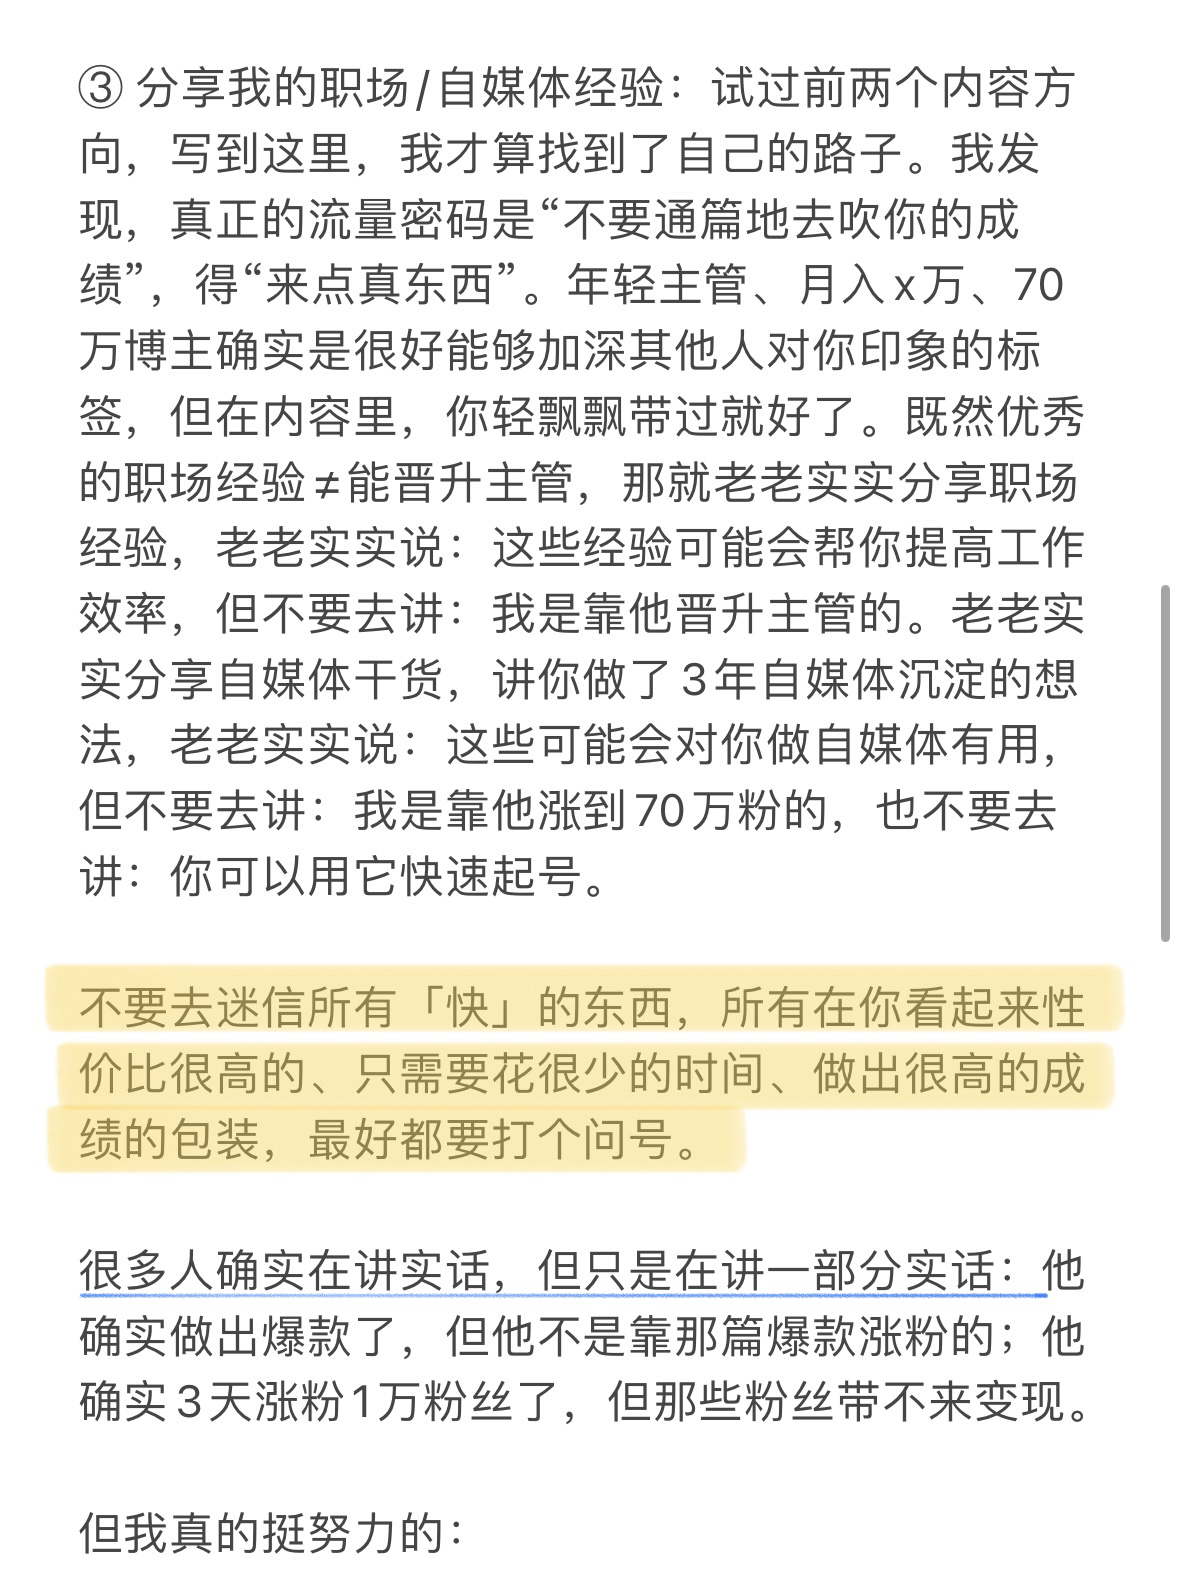 ③ 分享我的职场/自媒体经验：试过前两个内容方
向，写到这里，我才算找到了自己的路子。我发
现，真正的流量密码是“不要通篇地去吹你的成
绩”，得“来点真东西”。年轻主管、月入x万、70
万博主确实是很好能够加深其他人对你印象的标
签，但在内容里，你轻飘飘带过就好了。既然优秀
的职场经验≠能晋升主管，那就老老实实分享职场
经验，老老实实说：这些经验可能会帮你提高工作
效率，但不要去讲：我是靠他晋升主管的。老老实
实分享自媒体干货，讲你做了3年自媒体沉淀的想
法，老老实实说：这些可能会对你做自媒体有用，
但不要去讲：我是靠他涨到70万粉的，也不要去
讲：你可以用它快速起号。
不要去迷信所有「快」的东西，所有在你看起来性
价比很高的、只需要花很少的时间、做出很高的成
绩的包装，最好都要打个问号。
很多人确实在讲实话，但只是在讲一部分实话：他
确实做出爆款了，但他不是靠那篇爆款涨粉的；他
确实3天涨粉1万粉丝了，但那些粉丝带不来变现。
但我真的挺努力的：